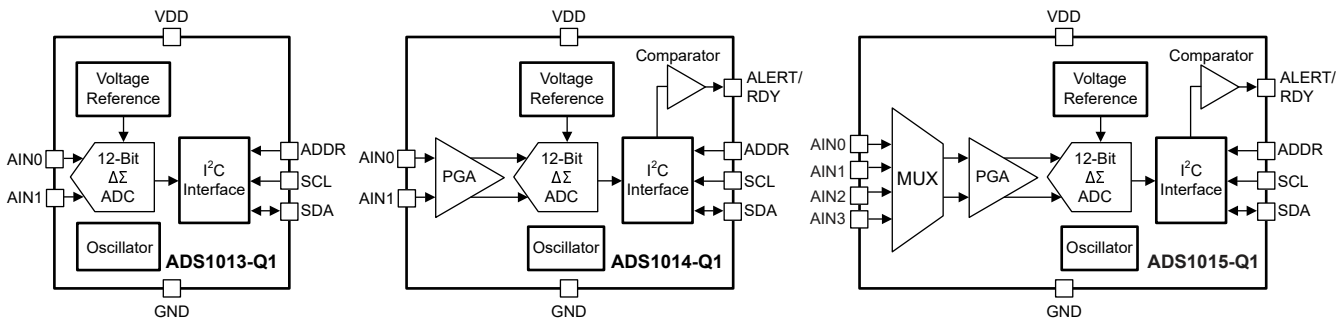 VDD
Voltage
Reference
AIN0
AIN1
12-Bit
ΔΣ
ADC
I²C
Interface
ADDR
SCL
SDA
Oscillator
ADS1013-Q1
GND
VDD
Comparator
ALERT/
RDY
Voltage
Reference
AIN0
AIN1
PGA
12-Bit
ΔΣ
ADC
I²C
Interface
ADDR
SCL
SDA
Oscillator
ADS1014-Q1
GND
VDD
Comparator
ALERT/
RDY
Voltage
Reference
AIN0
AIN1
AIN2
AIN3
MUX
PGA
12-Bit
ΔΣ
ADC
I²C
Interface
ADDR
SCL
SDA
Oscillator
ADS1015-Q1
GND